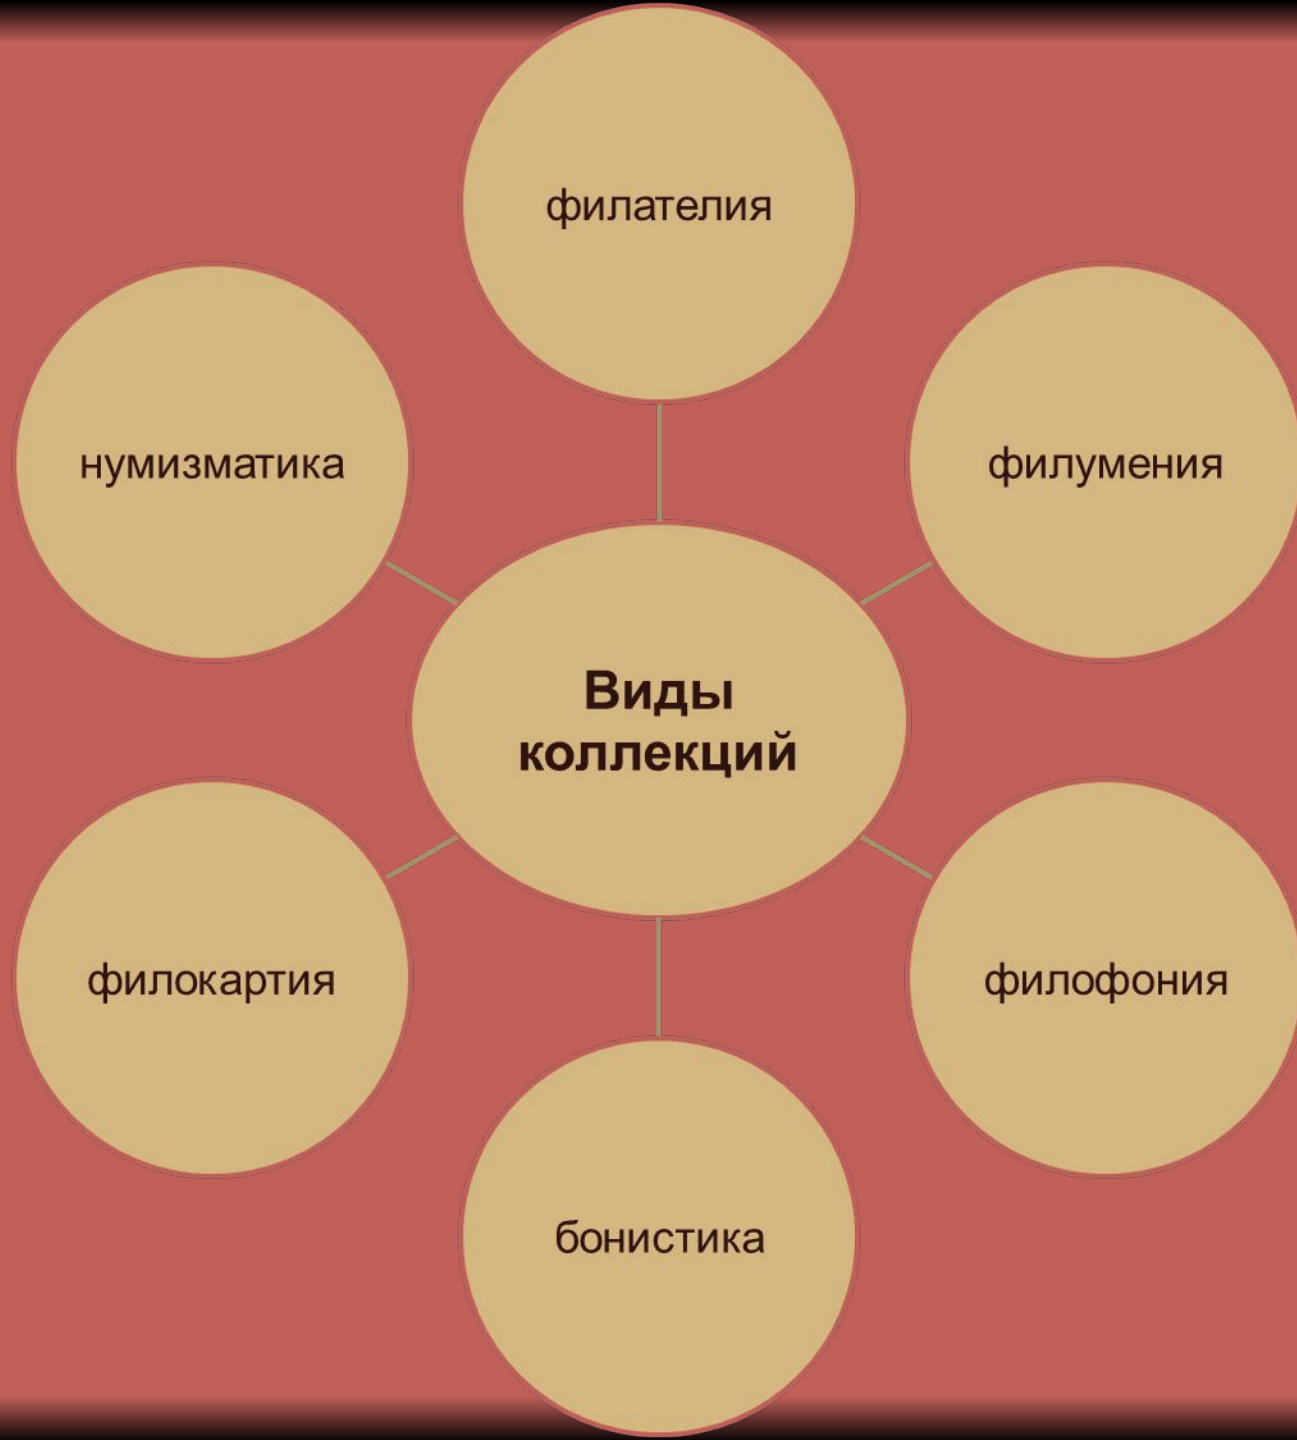 филателия
нумизматика
филумения
Виды
коллекций
филокартия
филофония
бонистика